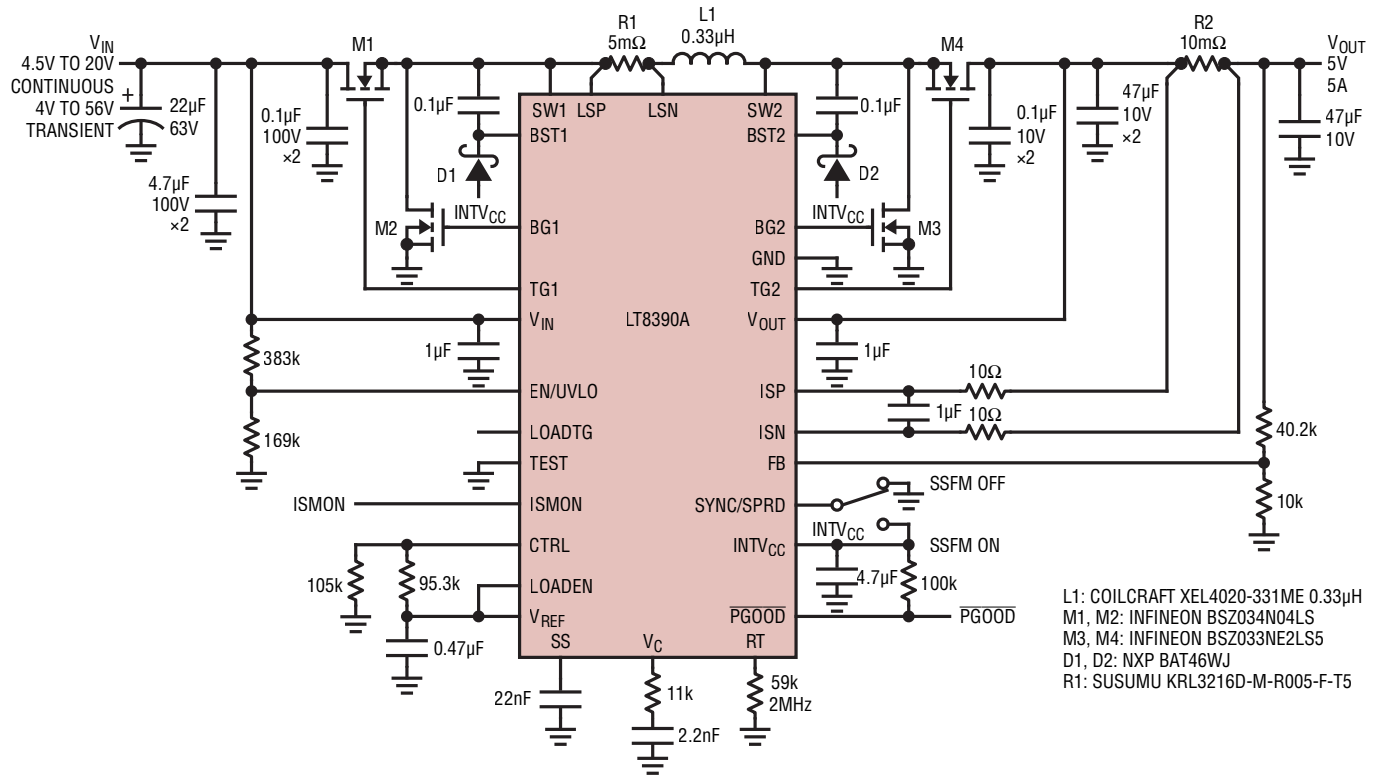 V_IN
4.5V TO 20V
CONTINUOUS
4V TO 56V
TRANSIENT
+
22µF
63V
4.7µF
100V
×2
0.1µF
100V
×2
M1
0.1µF
D1
INTV_CC
M2
R1
5mΩ
L1
0.33µH
M4
0.1µF
D2
INTV_CC
M3
0.1µF
10V
×2
47µF
10V
×2
R2
10mΩ
V_OUT
5V
5A
47µF
10V
SW1
LSP
LSN
SW2
BST1
BST2
BG1
BG2
GND
TG1
TG2
V_IN
LT8390A
V_OUT
1µF
1µF
383k
169k
EN/UVLO
ISP
10Ω
1µF
10Ω
LOADTG
ISN
TEST
FB
40.2k
10k
ISMON
ISMON
SYNC/SPRD
SSFM OFF
INTV_CC
SSFM ON
CTRL
INTV_CC
105k
95.3k
4.7µF
100k
LOADEN
V_REF
PGOOD
PGOOD
0.47µF
SS
V_C
RT
22nF
11k
2.2nF
59k
2MHz
L1: COILCRAFT XEL4020-331ME 0.33µH
M1, M2: INFINEON BSZ034N04LS
M3, M4: INFINEON BSZ033NE2LS5
D1, D2: NXP BAT46WJ
R1: SUSUMU KRL3216D-M-R005-F-T5